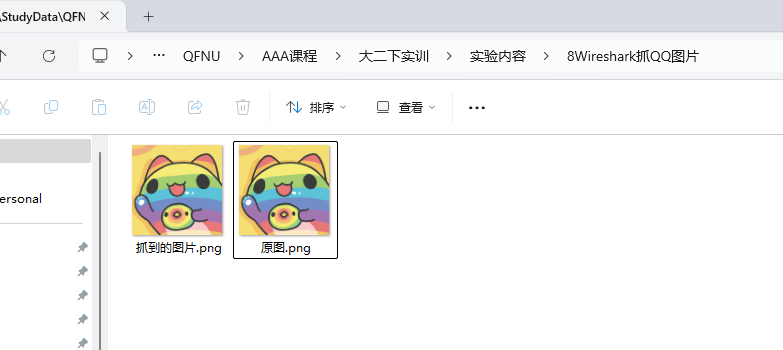 \StudyData\QFN
QFNU AAA课程 大二下实训 实验内容 8Wireshark抓QQ图片
排序 查看
ersonal
抓到的图片.png 原图.png